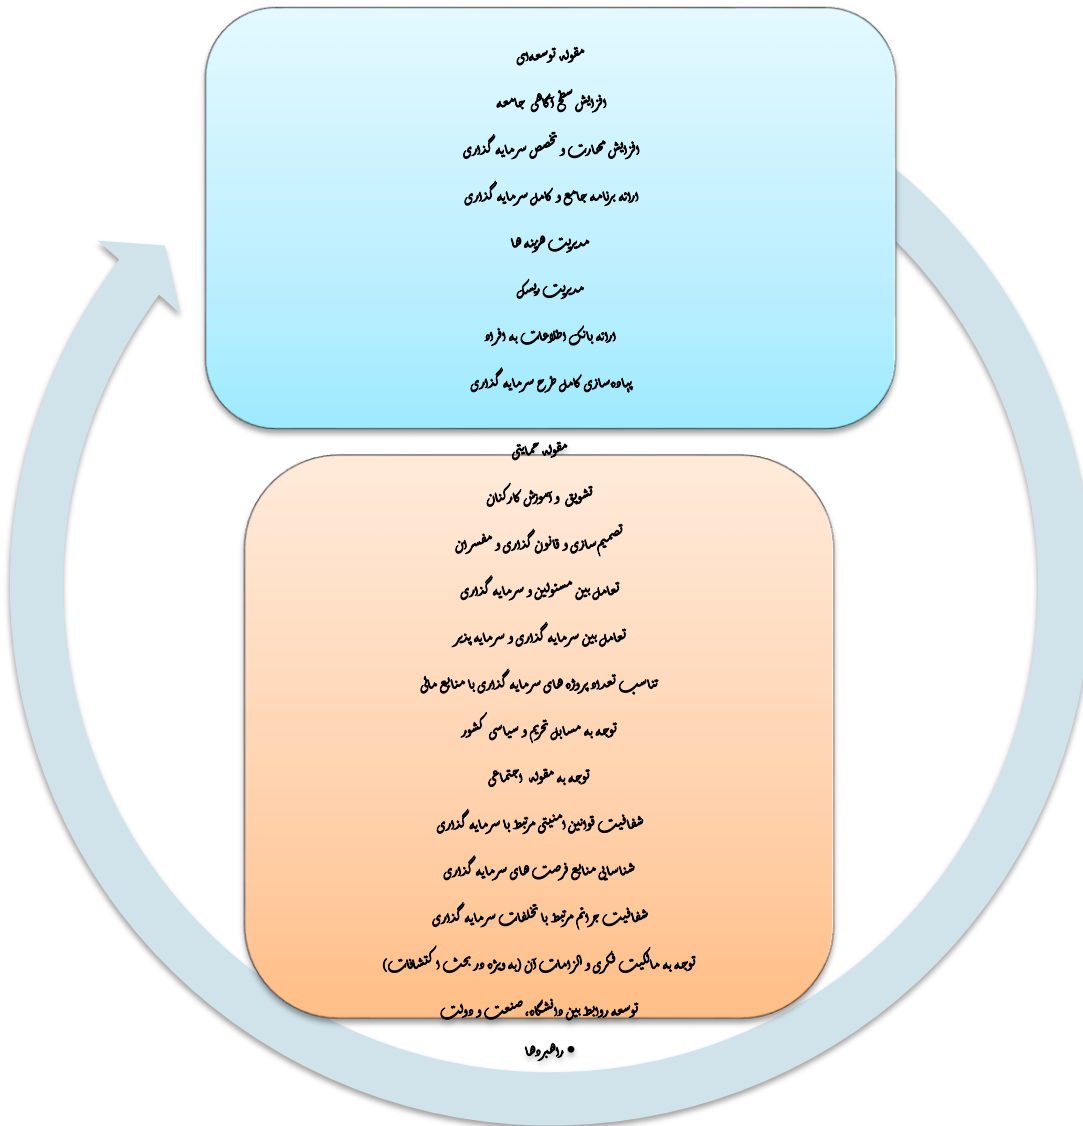 مقوله توسعه‌ای
افزایش سطح آگاهی جامعه
افزایش مهارت و تخصص سرمایه گذاری
ارائه برنامه جامع و کامل سرمایه گذاری
مدیریت هزینه ها
مدیریت ریسک
ارائه بانک اطلاعات به افراد
پیاده‌سازی کامل طرح سرمایه گذاری
مقوله حمایتی
تشویق و آموزش کارکنان
تصمیم‌سازی و قانون گذاری و مفسران
تعامل بین مسئولین و سرمایه گذاری
تعامل بین سرمایه گذاری و سرمایه پذیر
تناسب تعداد پروژه های سرمایه گذاری با منابع مالی
توجه به مسایل تحریم و سیاسی کشور
توجه به مقوله اجتماعی
شفافیت قوانین امنیتی مرتبط با سرمایه گذاری
شناسایی منابع فرصت های سرمایه گذاری
شفافیت جرائم مرتبط با تخلفات سرمایه گذاری
توجه به مالکیت فکری و الزامات آن (به ویژه در بحث اکتشافات)
توسعه روابط بین دانشگاه، صنعت و دولت
• راهبردها